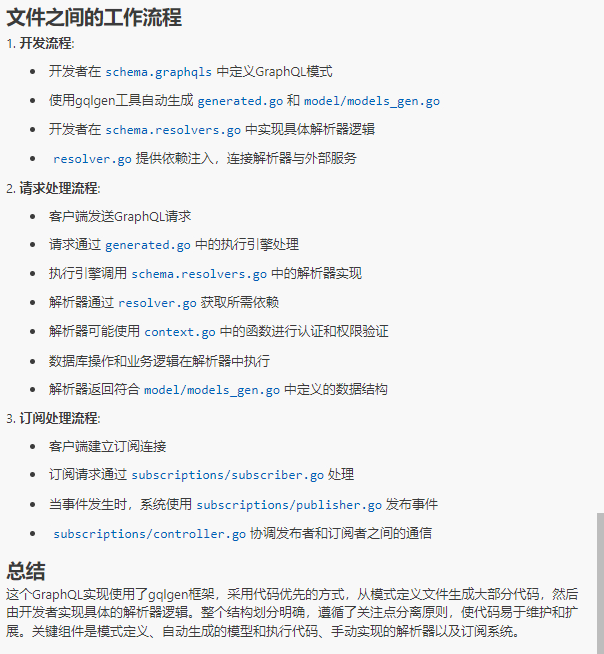 文件之间的工作流程
1. 开发流程:
• 开发者在 schema.graphqls 中定义GraphQL模式
• 使用gqlgen工具自动生成 generated.go 和 model/models_gen.go
• 开发者在 schema.resolvers.go 中实现具体解析器逻辑
• resolver.go 提供依赖注入，连接解析器与外部服务
2. 请求处理流程:
• 客户端发送GraphQL请求
• 请求通过 generated.go 中的执行引擎处理
• 执行引擎调用 schema.resolvers.go 中的解析器实现
• 解析器通过 resolver.go 获取所需依赖
• 解析器可能使用 context.go 中的函数进行认证和权限验证
• 数据库操作和业务逻辑在解析器中执行
• 解析器返回符合 model/models_gen.go 中定义的数据结构
3. 订阅处理流程:
• 客户端建立订阅连接
• 订阅请求通过 subscriptions/subscriber.go 处理
• 当事件发生时，系统使用 subscriptions/publisher.go 发布事件
• subscriptions/controller.go 协调发布者和订阅者之间的通信
总结
这个GraphQL实现使用了gqlgen框架，采用代码优先的方式，从模式定义文件生成大部分代码，然后
由开发者实现具体的解析器逻辑。整个结构划分明确，遵循了关注点分离原则，使代码易于维护和扩
展。关键组件是模式定义、自动生成的模型和执行代码、手动实现的解析器以及订阅系统。